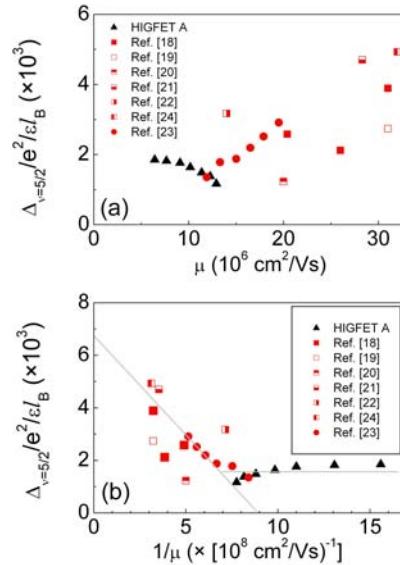 6
4
2
0
Δν=5/2/e²/εlB (×10³)
HIGFET A
Ref. [18]
Ref. [19]
Ref. [20]
Ref. [21]
Ref. [22]
Ref. [24]
Ref. [23]
(a)
0 10 20 30
μ (10⁶ cm²/Vs)
8
6
4
2
0
Δν=5/2/e²/εlB (×10³)
HIGFET A
Ref. [18]
Ref. [19]
Ref. [20]
Ref. [21]
Ref. [22]
Ref. [24]
Ref. [23]
(b)
0 5 10 15
1/μ (× [10⁸ cm²/Vs)⁻¹]